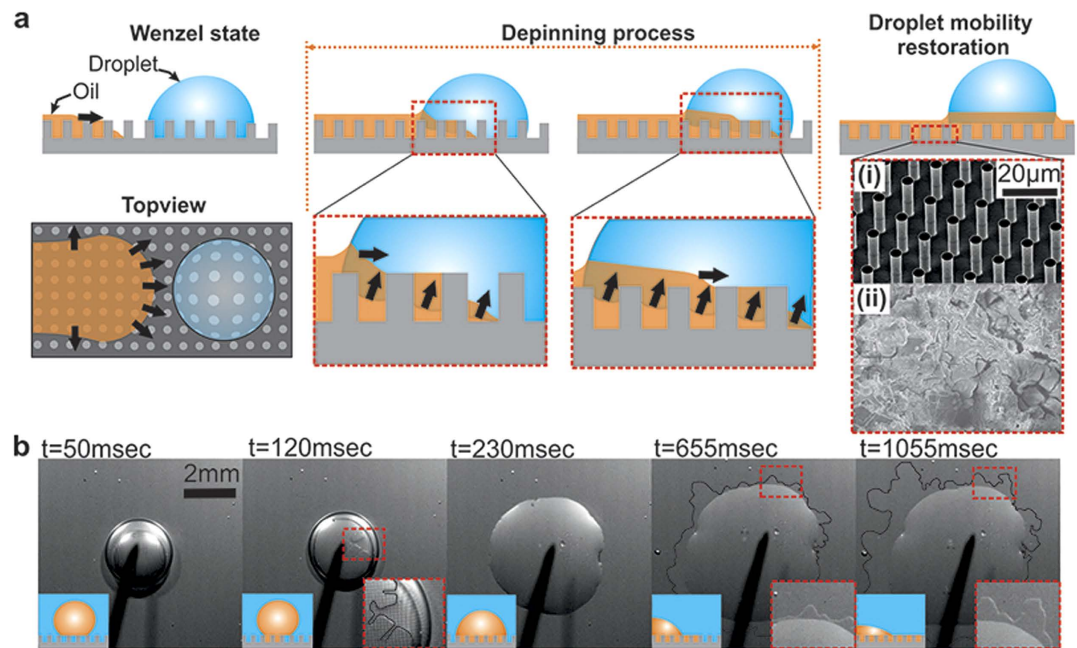 a
Wenzel state
Droplet
Oil
Depinning process
Droplet mobility
restoration
Topview
(i)
20µm
(ii)
b
t=50msec
t=120msec
t=230msec
t=655msec
t=1055msec
2mm